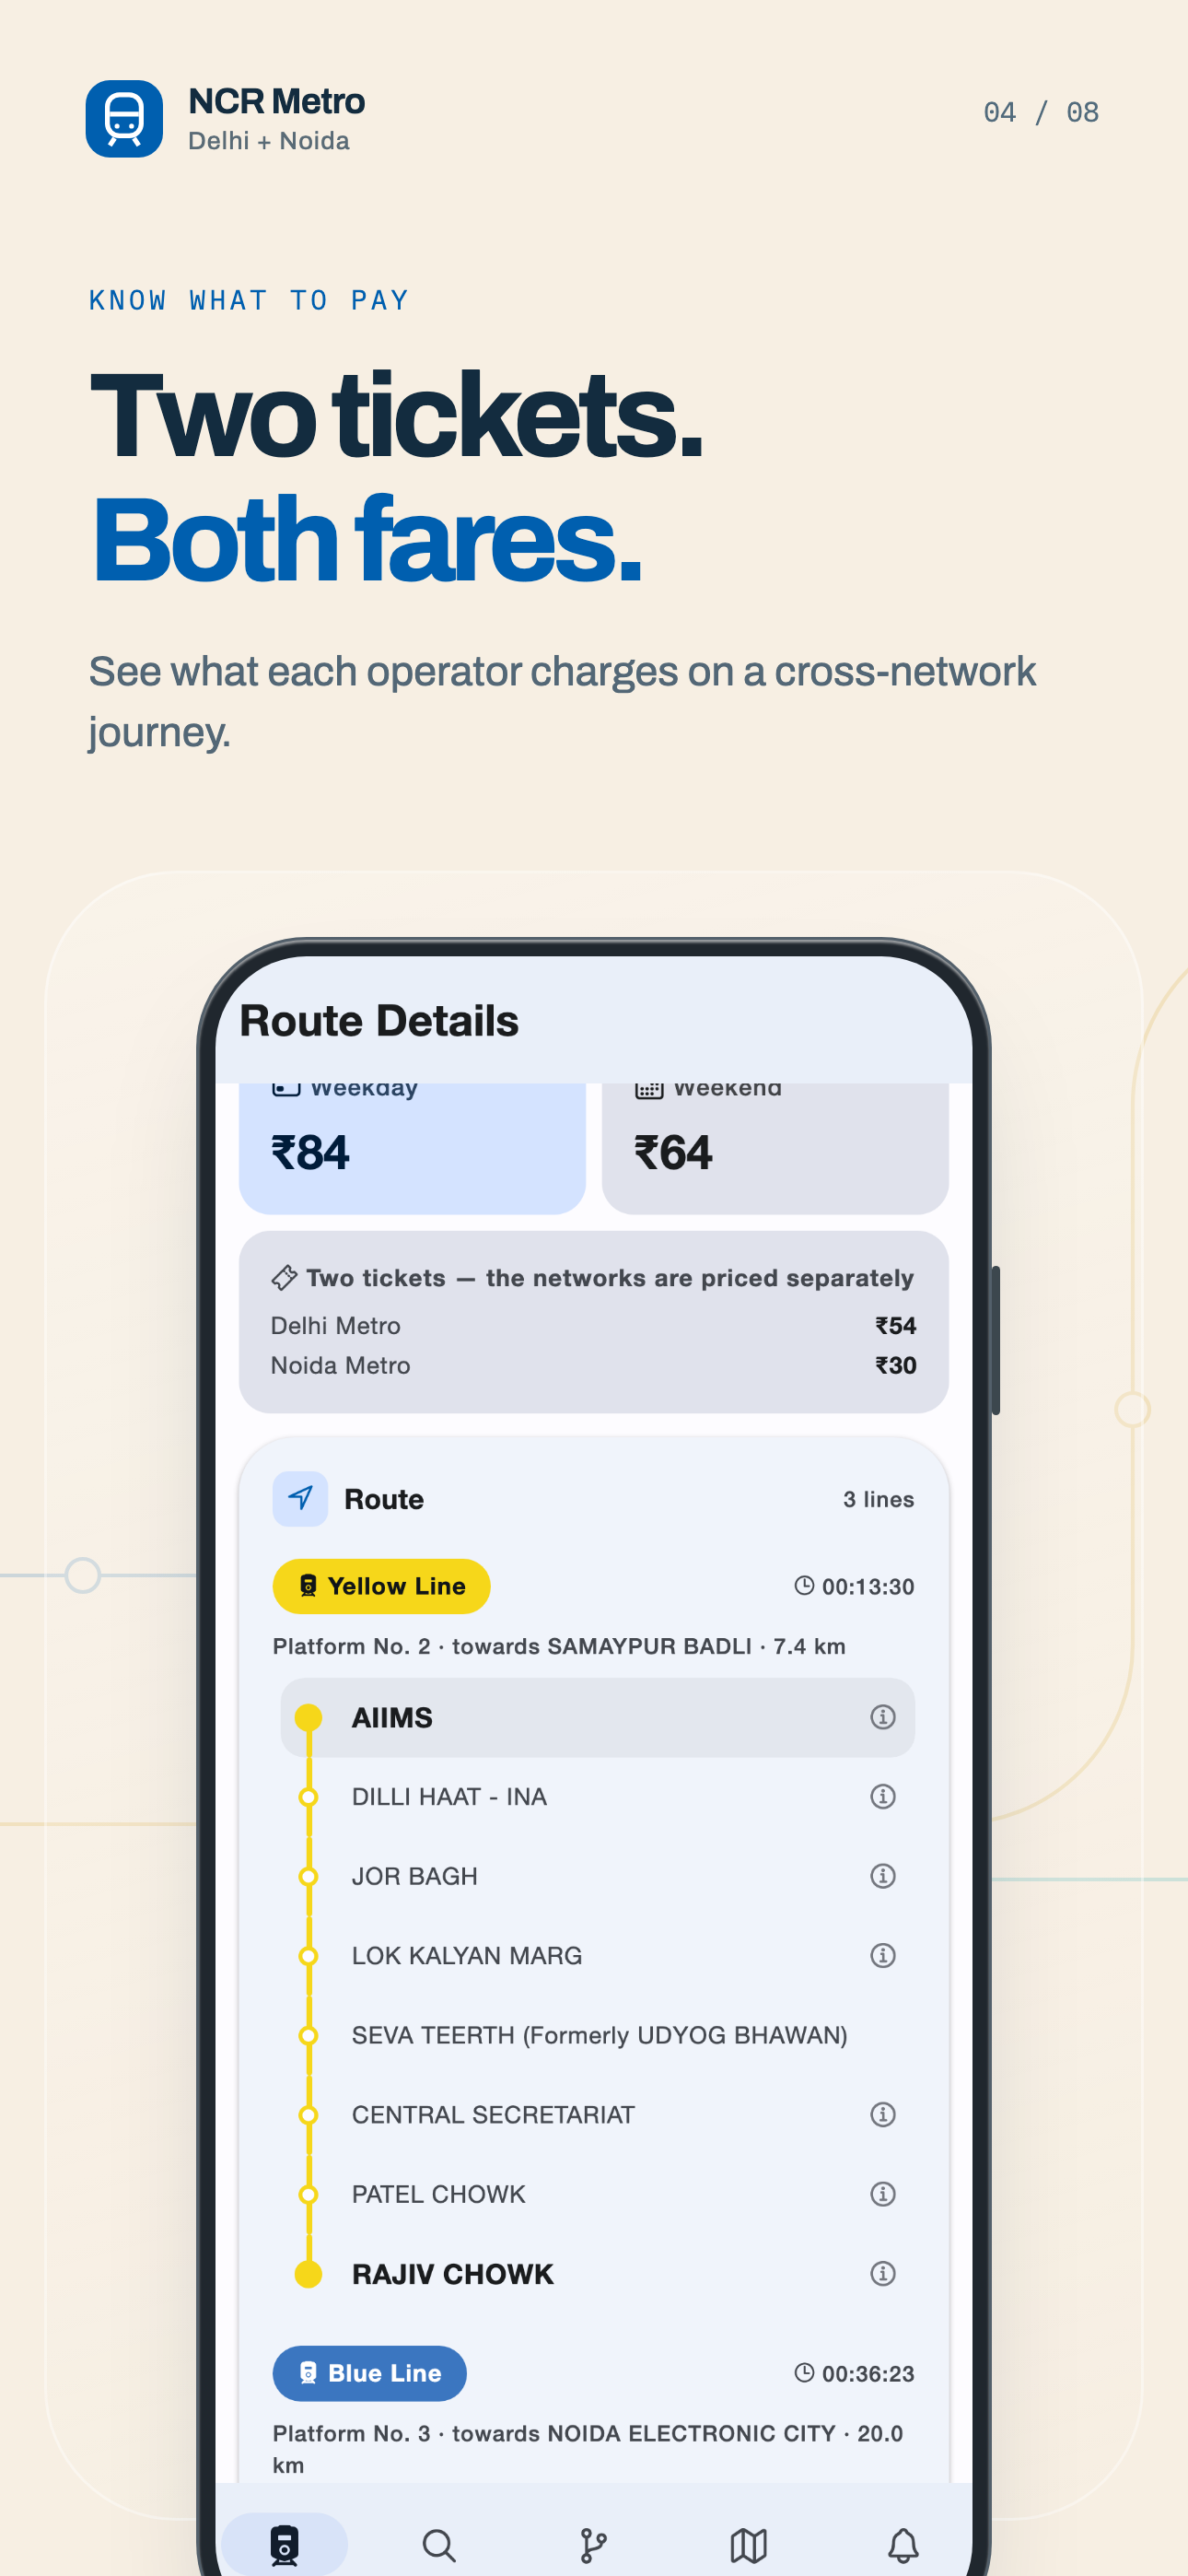 NCR Metro
Delhi + Noida
04 / 08
KNOW WHAT TO PAY
Two tickets.
Both fares.
See what each operator charges on a cross-network
journey.
Route Details
Weekday
Weekend
₹84
₹64
Two tickets — the networks are priced separately
Delhi Metro ₹54
Noida Metro ₹30
Route 3 lines
Yellow Line 00:13:30
Platform No. 2 · towards SAMAYPUR BADLI · 7.4 km
AIIMS
DILLI HAAT - INA
JOR BAGH
LOK KALYAN MARG
SEVA TEERTH (Formerly UDYOG BHAWAN)
CENTRAL SECRETARIAT
PATEL CHOWK
RAJIV CHOWK
Blue Line 00:36:23
Platform No. 3 · towards NOIDA ELECTRONIC CITY · 20.0
km